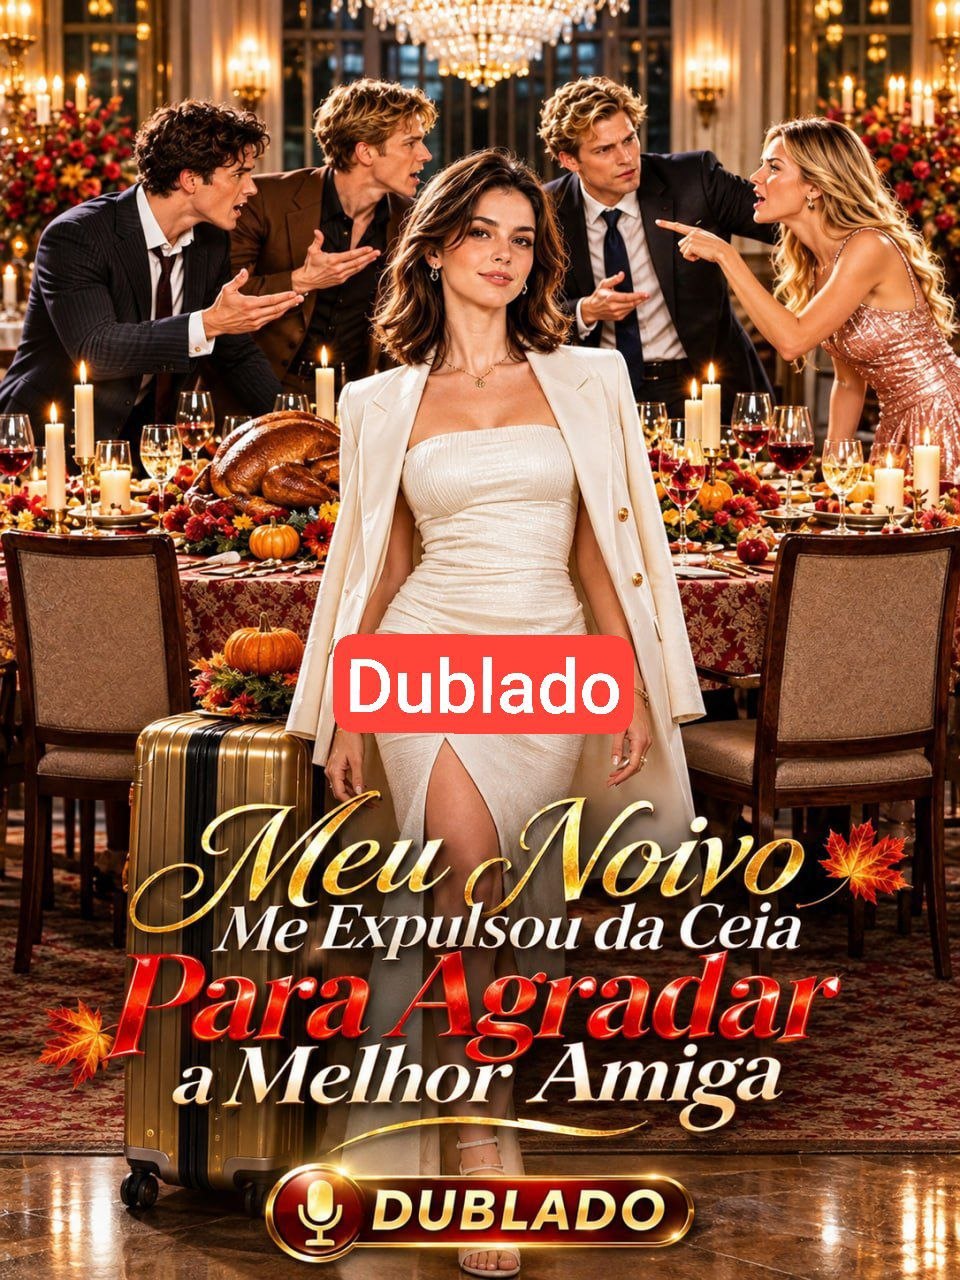 Dublado
Meu Noivo
Me Expulsou da Ceia
Para Agradar
a Melhor Amiga
DUBLADO